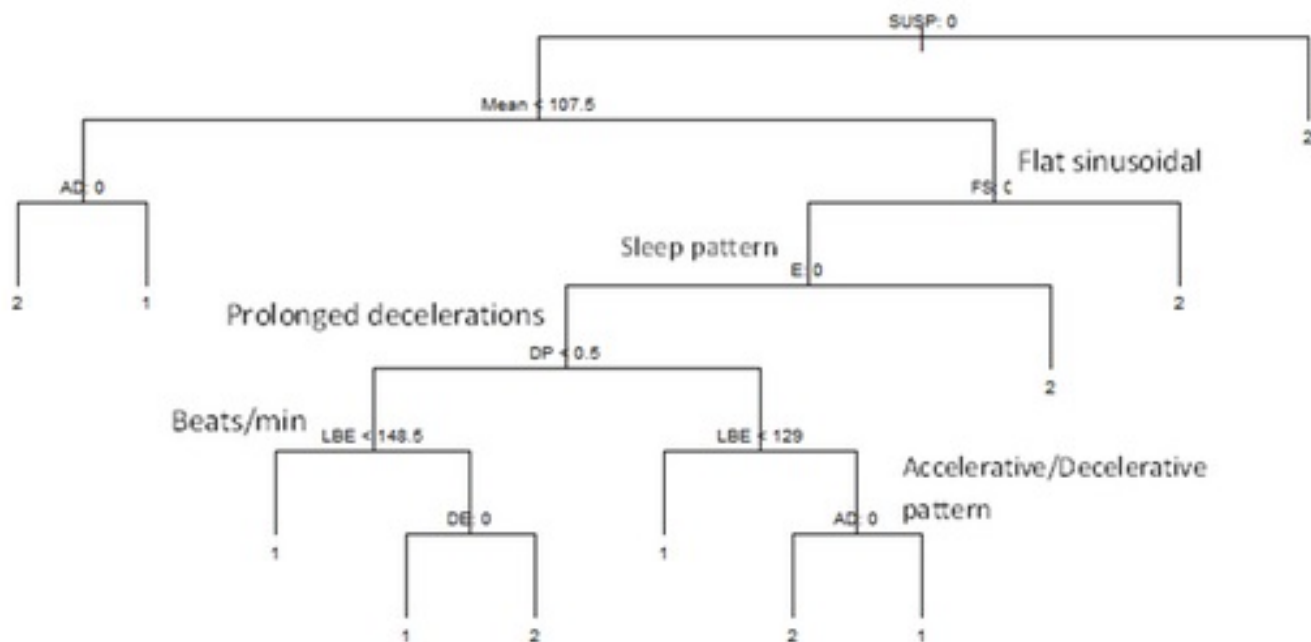 SUSP: 0
Mean < 107.5
2
Flat sinusoidal
AD: 0
FS: 0
Sleep pattern
2
1
E: 0
2
Prolonged decelerations
DP < 0.5
2
Beats/min
LBE < 148.5
LBE < 129
Accelerative/Decelerative
pattern
1
DE: 0
1
AD: 0
1
2
2
1